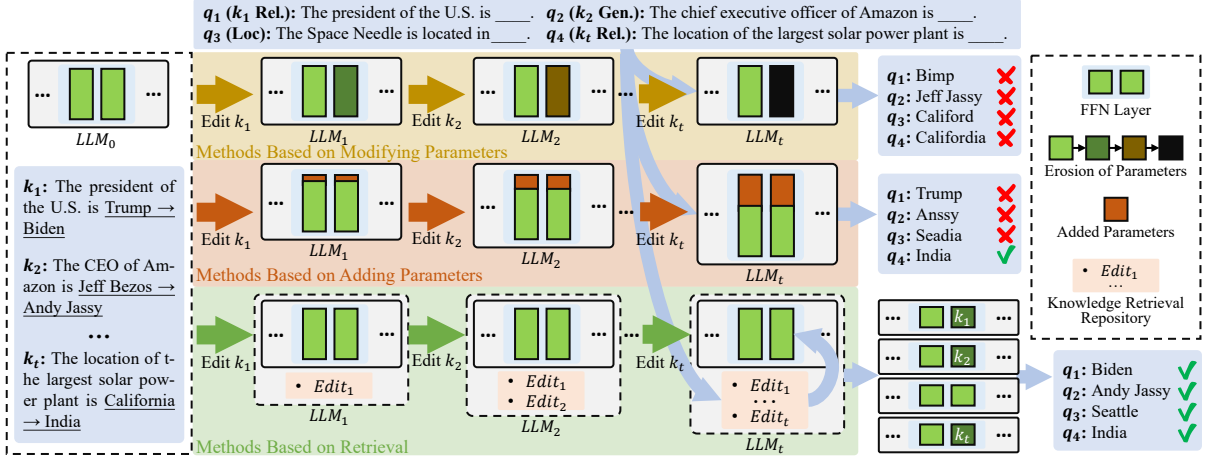 q₁ (k₁ Rel.): The president of the U.S. is ____. q₂ (k₂ Gen.): The chief executive officer of Amazon is ____.
q₃ (Loc): The Space Needle is located in____. q₄ (kₜ Rel.): The location of the largest solar power plant is ____.
... ...
LLM₀
k₁: The president of
the U.S. is Trump →
Biden
k₂: The CEO of Am-
azon is Jeff Bezos →
Andy Jassy
...
kₜ: The location of t-
he largest solar pow-
er plant is California
→ India
Edit k₁
... ...
LLM₁
Edit k₂
... ...
LLM₂
...
Edit kₜ
... ...
LLMₜ
Methods Based on Modifying Parameters
q₁: Bimp
q₂: Jeff Jassy
q₃: Coliford
q₄: Califordia
Edit k₁
... ...
LLM₁
Edit k₂
... ...
LLM₂
...
Edit kₜ
... ...
LLMₜ
Methods Based on Adding Parameters
q₁: Trump
q₂: Anssy
q₃: Seadia
q₄: India
Edit k₁
... ...
• Edit₁
LLM₁
Edit k₂
... ...
• Edit₁
• Edit₂
LLM₂
...
Edit kₜ
... ...
• Edit₁
...
• Editₜ
LLMₜ
Methods Based on Retrieval
... k₁ ...
... k₂ ...
... ...
... kₜ ...
q₁: Biden
q₂: Andy Jassy
q₃: Seattle
q₄: India
FFN Layer
Erosion of Parameters
Added Parameters
• Edit₁
...
Knowledge Retrieval
Repository